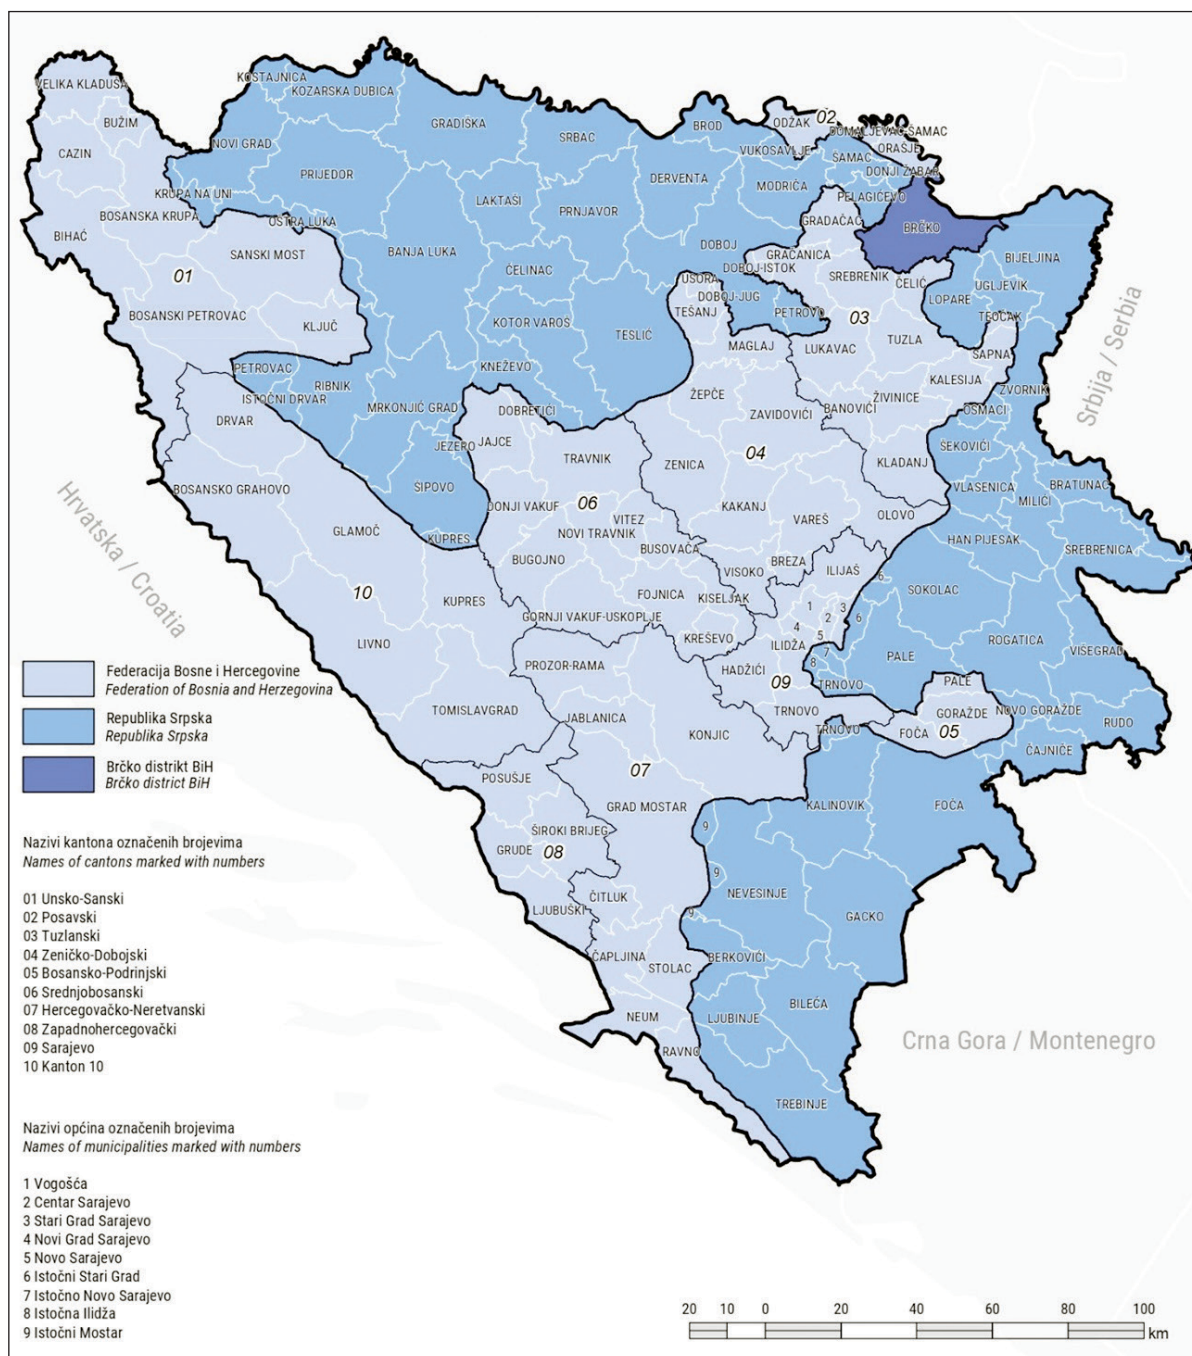 KOSTAJNICA
VELIKA KLADUŠA
KOZARSKA DUBICA
BUŽIM
GRADIŠKA
BROD
ODŽAK
02
DOMALJEVAC-ŠAMAC
SRBAC
CAZIN
NOVI GRAD
VUKOSAVLJE
ORAŠJE
ŠAMAC
DONJI ŽABAR
PRIJEDOR
DERVENTA
MODRIČA
KRUPA NA UNI
LAKTAŠI
PELAGIĆEVO
PRNJAVOR
BOSANSKA KRUPA
OŠTRA LUKA
GRADAČAC
BRČKO
BIHAĆ
SANSKI MOST
BANJA LUKA
DOBOJ
GRAČANICA
BIJELJINA
01
ČELINAC
DOBOJ-ISTOK
SREBRENIK
ČELIĆ
UGLJEVIK
USORA
DOBOJ-JUG
LOPARE
BOSANSKI PETROVAC
KLJUČ
KOTOR VAROŠ
TEŠANJ
PETROVO
03
TEOČAK
TESLIĆ
TUZLA
MAGLAJ
LUKAVAC
SAPNA
PETROVAC
KNEŽEVO
RIBNIK
KALESIJA
ISTOČNI DRVAR
ŽEPČE
ŽIVINICE
ZVORNIK
MRKONJIĆ GRAD
DOBRETIĆI
ZAVIDOVIĆI
BANOVIĆI
OSMACI
DRVAR
JEZERO
JAJCE
ŠEKOVIĆI
04
TRAVNIK
ZENICA
KLADANJ
BOSANSKO GRAHOVO
ŠIPOVO
VLASENICA
BRATUNAC
MILIĆI
06
DONJI VAKUF
KAKANJ
OLOVO
VITEZ
VAREŠ
GLAMOČ
NOVI TRAVNIK
KUPRES
HAN PIJESAK
BUSOVAČA
SREBRENICA
BUGOJNO
BREZA
VISOKO
ILIJAŠ
6
10
SOKOLAC
FOJNICA
KISELJAK
KUPRES
1
3
GORNJI VAKUF-USKOPLJE
2
6
4
KREŠEVO
5
ROGATICA
LIVNO
ILIDŽA
7
PALE
VIŠEGRAD
PROZOR-RAMA
HADŽIĆI
8
09
TRNOVO
PALE
TOMISLAVGRAD
TRNOVO
NOVO GORAŽDE
GORAŽDE
JABLANICA
RUDO
KONJIC
TRNOVO
FOČA
05
ČAJNIČE
POSUŠJE
07
GRAD MOSTAR
KALINOVIK
FOČA
ŠIROKI BRIJEG
9
GRUDE
08
9
NEVESINJE
ČITLUK
LJUBUŠKI
9
GACKO
ČAPLJINA
BERKOVIĆI
STOLAC
BILEĆA
NEUM
LJUBINJE
RAVNO
TREBINJE
Hrvatska / Croatia
Srbija / Serbia
Crna Gora / Montenegro
Federacija Bosne i Hercegovine
Federation of Bosnia and Herzegovina
Republika Srpska
Republika Srpska
Brčko distrikt BiH
Brčko district BiH
Nazivi kantona označenih brojevima
Names of cantons marked with numbers
01 Unsko-Sanski
02 Posavski
03 Tuzlanski
04 Zeničko-Dobojski
05 Bosansko-Podrinjski
06 Srednjobosanski
07 Hercegovačko-Neretvanski
08 Zapadnohercegovački
09 Sarajevo
10 Kanton 10
Nazivi općina označenih brojevima
Names of municipalities marked with numbers
1 Vogošća
2 Centar Sarajevo
3 Stari Grad Sarajevo
4 Novi Grad Sarajevo
5 Novo Sarajevo
6 Istočni Stari Grad
7 Istočno Novo Sarajevo
8 Istočna Ilidža
9 Istočni Mostar
20 10 0 20 40 60 80 100
km